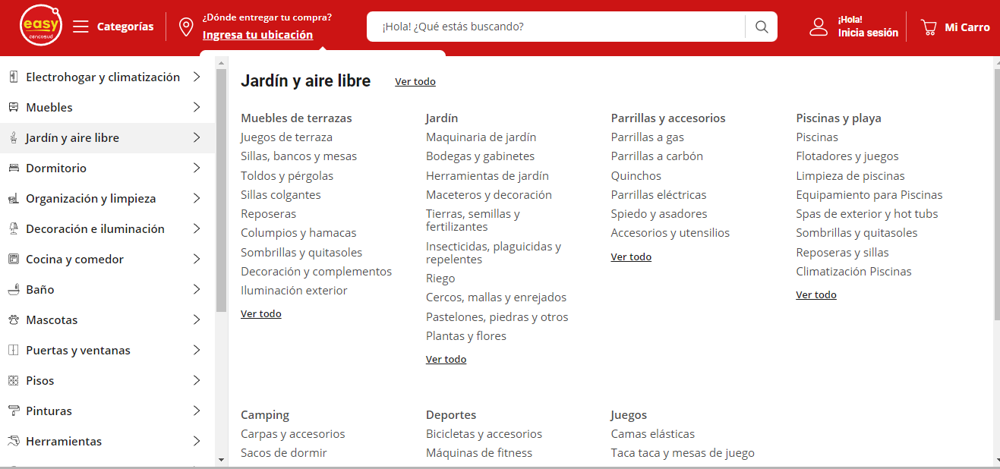 easy
cencosud
Categorías
¿Dónde entregar tu compra?
Ingresa tu ubicación
¡Hola! ¿Qué estás buscando?
¡Hola!
Inicia sesión
Mi Carro
Electrohogar y climatización
Muebles
Jardín y aire libre
Dormitorio
Organización y limpieza
Decoración e iluminación
Cocina y comedor
Baño
Mascotas
Puertas y ventanas
Pisos
Pinturas
Herramientas
Jardín y aire libre
Ver todo
Muebles de terrazas
Juegos de terraza
Sillas, bancos y mesas
Toldos y pérgolas
Sillas colgantes
Reposeras
Columpios y hamacas
Sombrillas y quitasoles
Decoración y complementos
Iluminación exterior
Ver todo
Jardín
Maquinaria de jardín
Bodegas y gabinetes
Herramientas de jardín
Maceteros y decoración
Tierras, semillas y
fertilizantes
Insecticidas, plaguicidas y
repelentes
Riego
Cercos, mallas y enrejados
Pastelones, piedras y otros
Plantas y flores
Ver todo
Parrillas y accesorios
Parrillas a gas
Parrillas a carbón
Quinchos
Parrillas eléctricas
Spiedo y asadores
Accesorios y utensilios
Ver todo
Piscinas y playa
Piscinas
Flotadores y juegos
Limpieza de piscinas
Equipamiento para Piscinas
Spas de exterior y hot tubs
Sombrillas y quitasoles
Reposeras y sillas
Climatización Piscinas
Ver todo
Camping
Carpas y accesorios
Sacos de dormir
Deportes
Bicicletas y accesorios
Máquinas de fitness
Juegos
Camas elásticas
Taca taca y mesas de juego